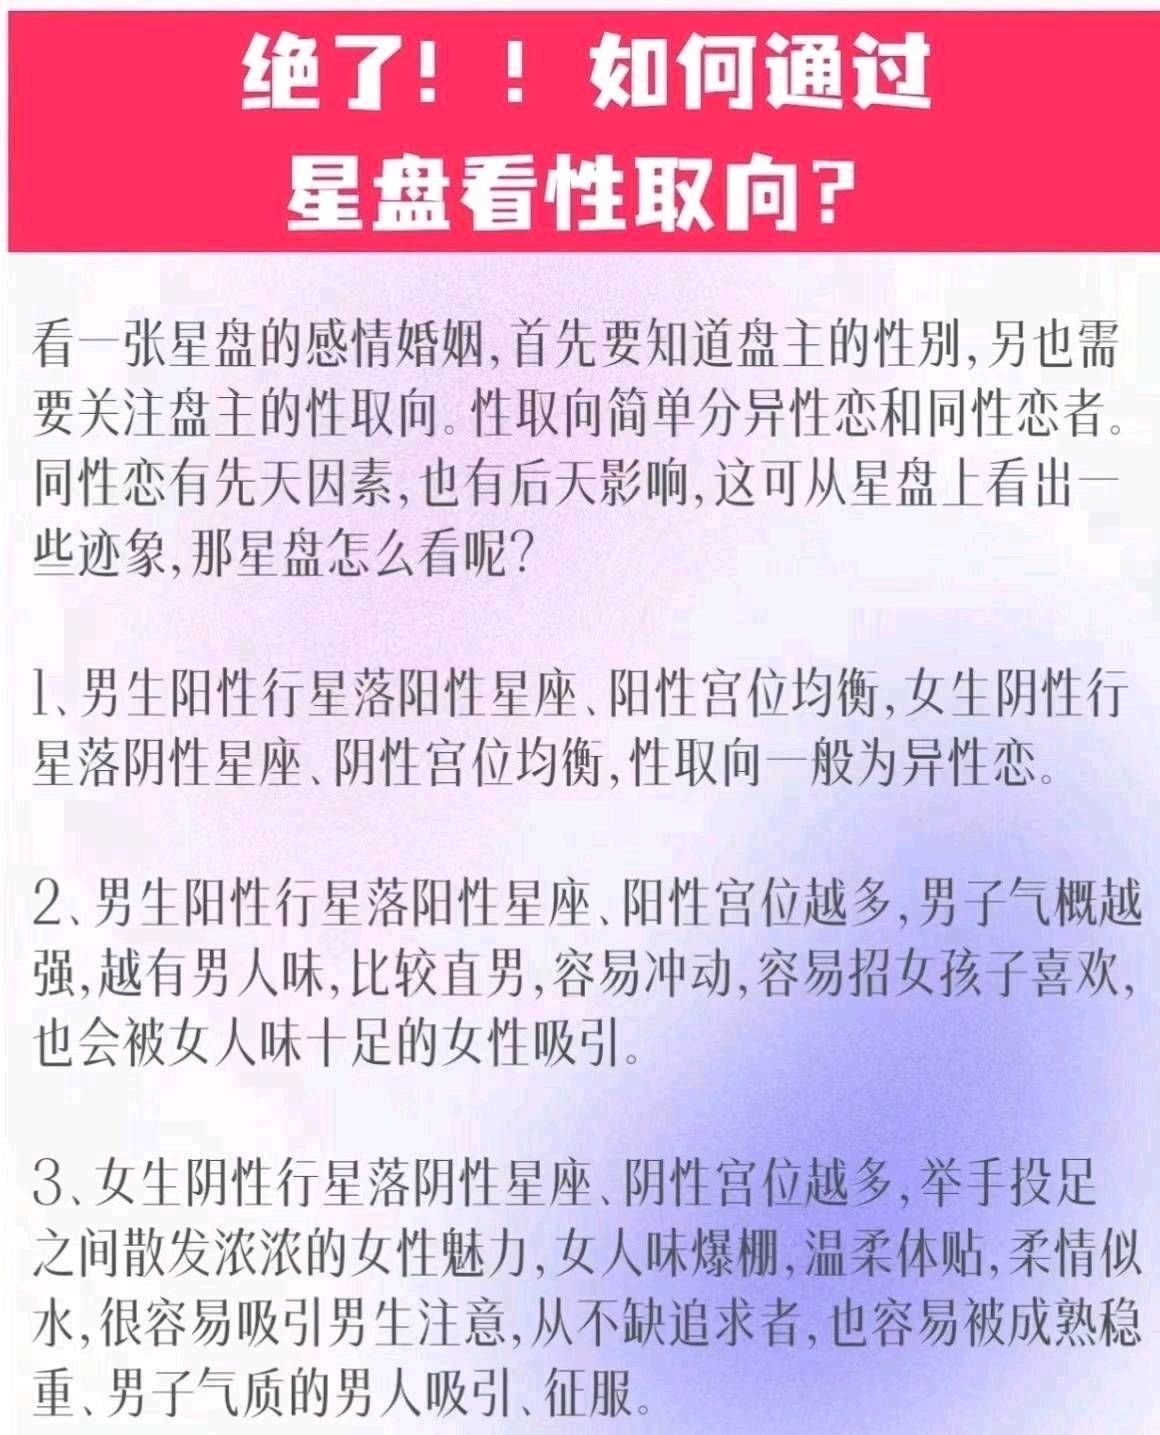 绝了！！如何通过
星盘看性取向？
看一张星盘的感情婚姻,首先要知道盘主的性别,另也需
要关注盘主的性取向。性取向简单分异性恋和同性恋者。
同性恋有先天因素,也有后天影响,这可从星盘上看出一
些迹象,那星盘怎么看呢?
1、男生阳性行星落阳性星座、阳性宫位均衡,女生阴性行
星落阴性星座、阴性宫位均衡,性取向一般为异性恋。
2、男生阳性行星落阳性星座、阳性宫位越多,男子气概越
强,越有男人味,比较直男,容易冲动,容易招女孩子喜欢,
也会被女人味十足的女性吸引。
3、女生阴性行星落阴性星座、阴性宫位越多,举手投足
之间散发浓浓的女性魅力,女人味爆棚,温柔体贴,柔情似
水,很容易吸引男生注意,从不缺追求者,也容易被成熟稳
重、男子气质的男人吸引、征服。